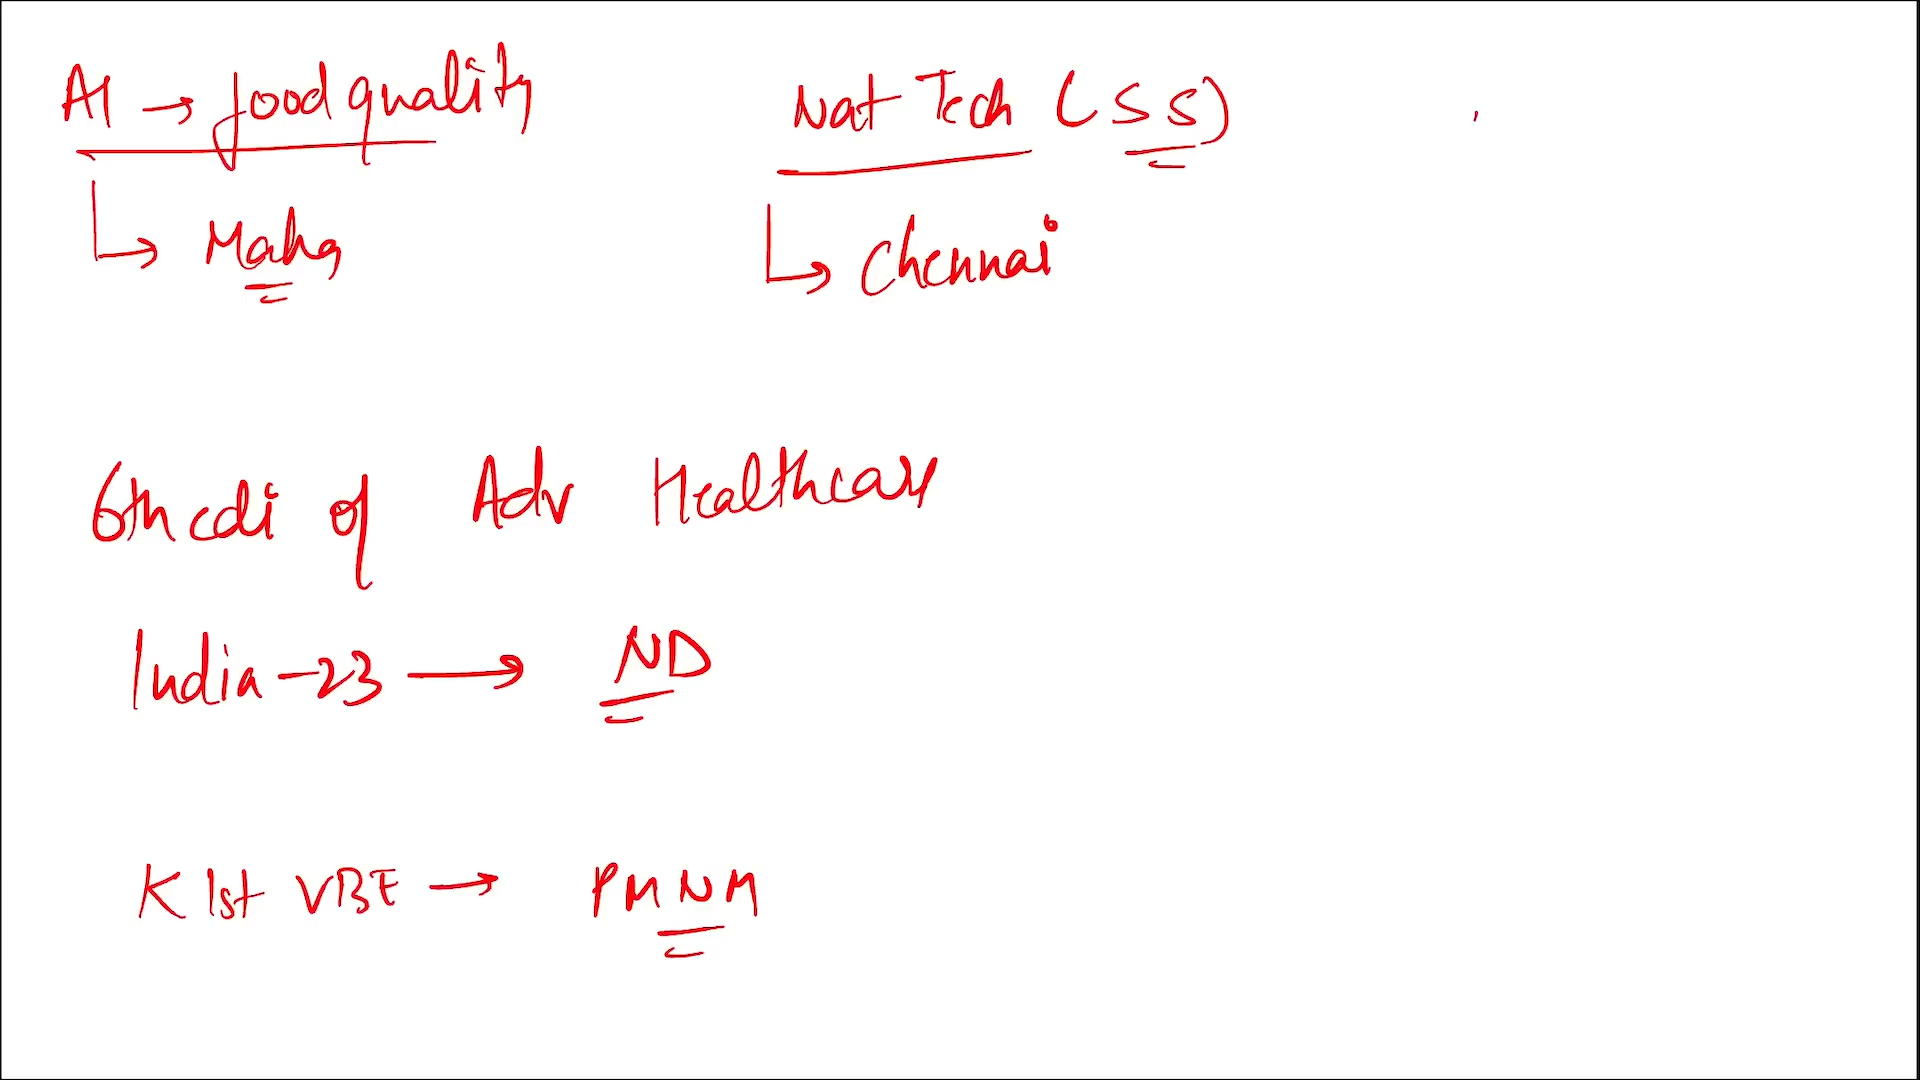 AI → food quality
↳ Maha
Nat Tech (SS)
↳ Chennai
6th edi of Adv Healthcare
India - 23 → ND
K 1st VBE → PMNM